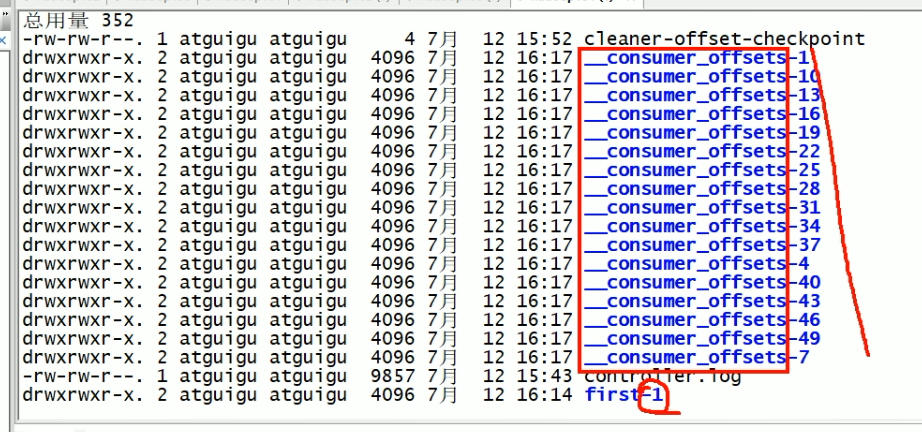 总用量 352
-rw-rw-r--. 1 atguigu atguigu 4 7月 12 15:52 cleaner-offset-checkpoint
drwxrwxr-x. 2 atguigu atguigu 4096 7月 12 16:17 __consumer_offsets-1
drwxrwxr-x. 2 atguigu atguigu 4096 7月 12 16:17 __consumer_offsets-10
drwxrwxr-x. 2 atguigu atguigu 4096 7月 12 16:17 __consumer_offsets-13
drwxrwxr-x. 2 atguigu atguigu 4096 7月 12 16:17 __consumer_offsets-16
drwxrwxr-x. 2 atguigu atguigu 4096 7月 12 16:17 __consumer_offsets-19
drwxrwxr-x. 2 atguigu atguigu 4096 7月 12 16:17 __consumer_offsets-22
drwxrwxr-x. 2 atguigu atguigu 4096 7月 12 16:17 __consumer_offsets-25
drwxrwxr-x. 2 atguigu atguigu 4096 7月 12 16:17 __consumer_offsets-28
drwxrwxr-x. 2 atguigu atguigu 4096 7月 12 16:17 __consumer_offsets-31
drwxrwxr-x. 2 atguigu atguigu 4096 7月 12 16:17 __consumer_offsets-34
drwxrwxr-x. 2 atguigu atguigu 4096 7月 12 16:17 __consumer_offsets-37
drwxrwxr-x. 2 atguigu atguigu 4096 7月 12 16:17 __consumer_offsets-4
drwxrwxr-x. 2 atguigu atguigu 4096 7月 12 16:17 __consumer_offsets-40
drwxrwxr-x. 2 atguigu atguigu 4096 7月 12 16:17 __consumer_offsets-43
drwxrwxr-x. 2 atguigu atguigu 4096 7月 12 16:17 __consumer_offsets-46
drwxrwxr-x. 2 atguigu atguigu 4096 7月 12 16:17 __consumer_offsets-49
drwxrwxr-x. 2 atguigu atguigu 4096 7月 12 16:17 __consumer_offsets-7
-rw-rw-r--. 1 atguigu atguigu 9857 7月 12 15:43 controller.log
drwxrwxr-x. 2 atguigu atguigu 4096 7月 12 16:14 first-1